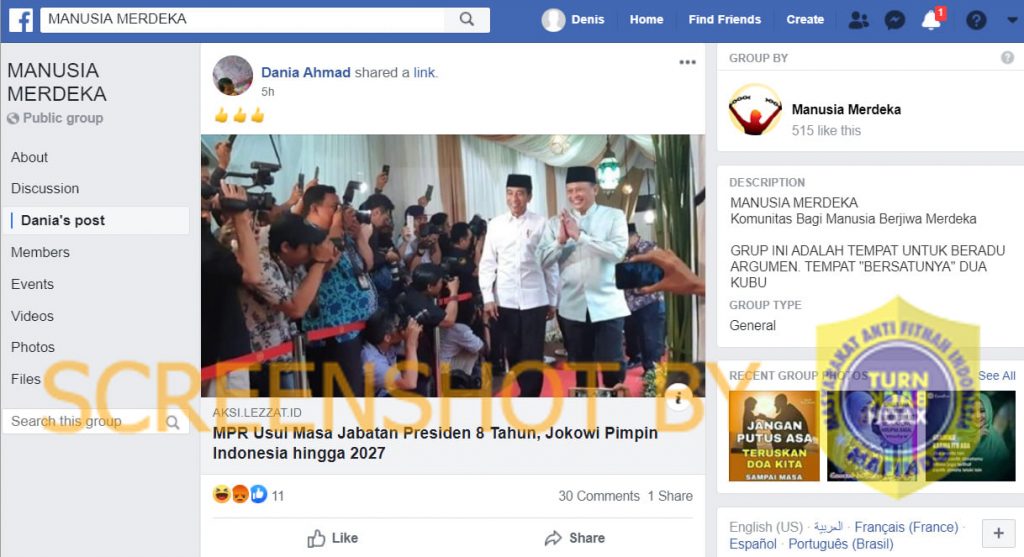 MANUSIA MERDEKA
Denis
Home
Find Friends
Create
1
MANUSIA
MERDEKA
Public group
About
Discussion
Dania's post
Members
Events
Videos
Photos
Files
Search this group
Dania Ahmad shared a link.
5h
AKSI.LEZZAT.ID
MPR Usul Masa Jabatan Presiden 8 Tahun, Jokowi Pimpin
Indonesia hingga 2027
11
30 Comments 1 Share
Like
Share
GROUP BY
Manusia Merdeka
515 like this
DESCRIPTION
MANUSIA MERDEKA
Komunitas Bagi Manusia Berjiwa Merdeka
GRUP INI ADALAH TEMPAT UNTUK BERADU
ARGUMEN. TEMPAT "BERSATUNYA" DUA
KUBU
GROUP TYPE
General
RECENT GROUP PHOTOS
See All
JANGAN
PUTUS ASA
TERUSKAN
DOA KITA
SAMPAI MASA
English (US) · العربية · Français (France) ·
Español · Português (Brasil)
SCREENSHOT BY
MASYARAKAT ANTI FITNAH INDONESIA
TURN
BACK
HOAX
MAFINDO